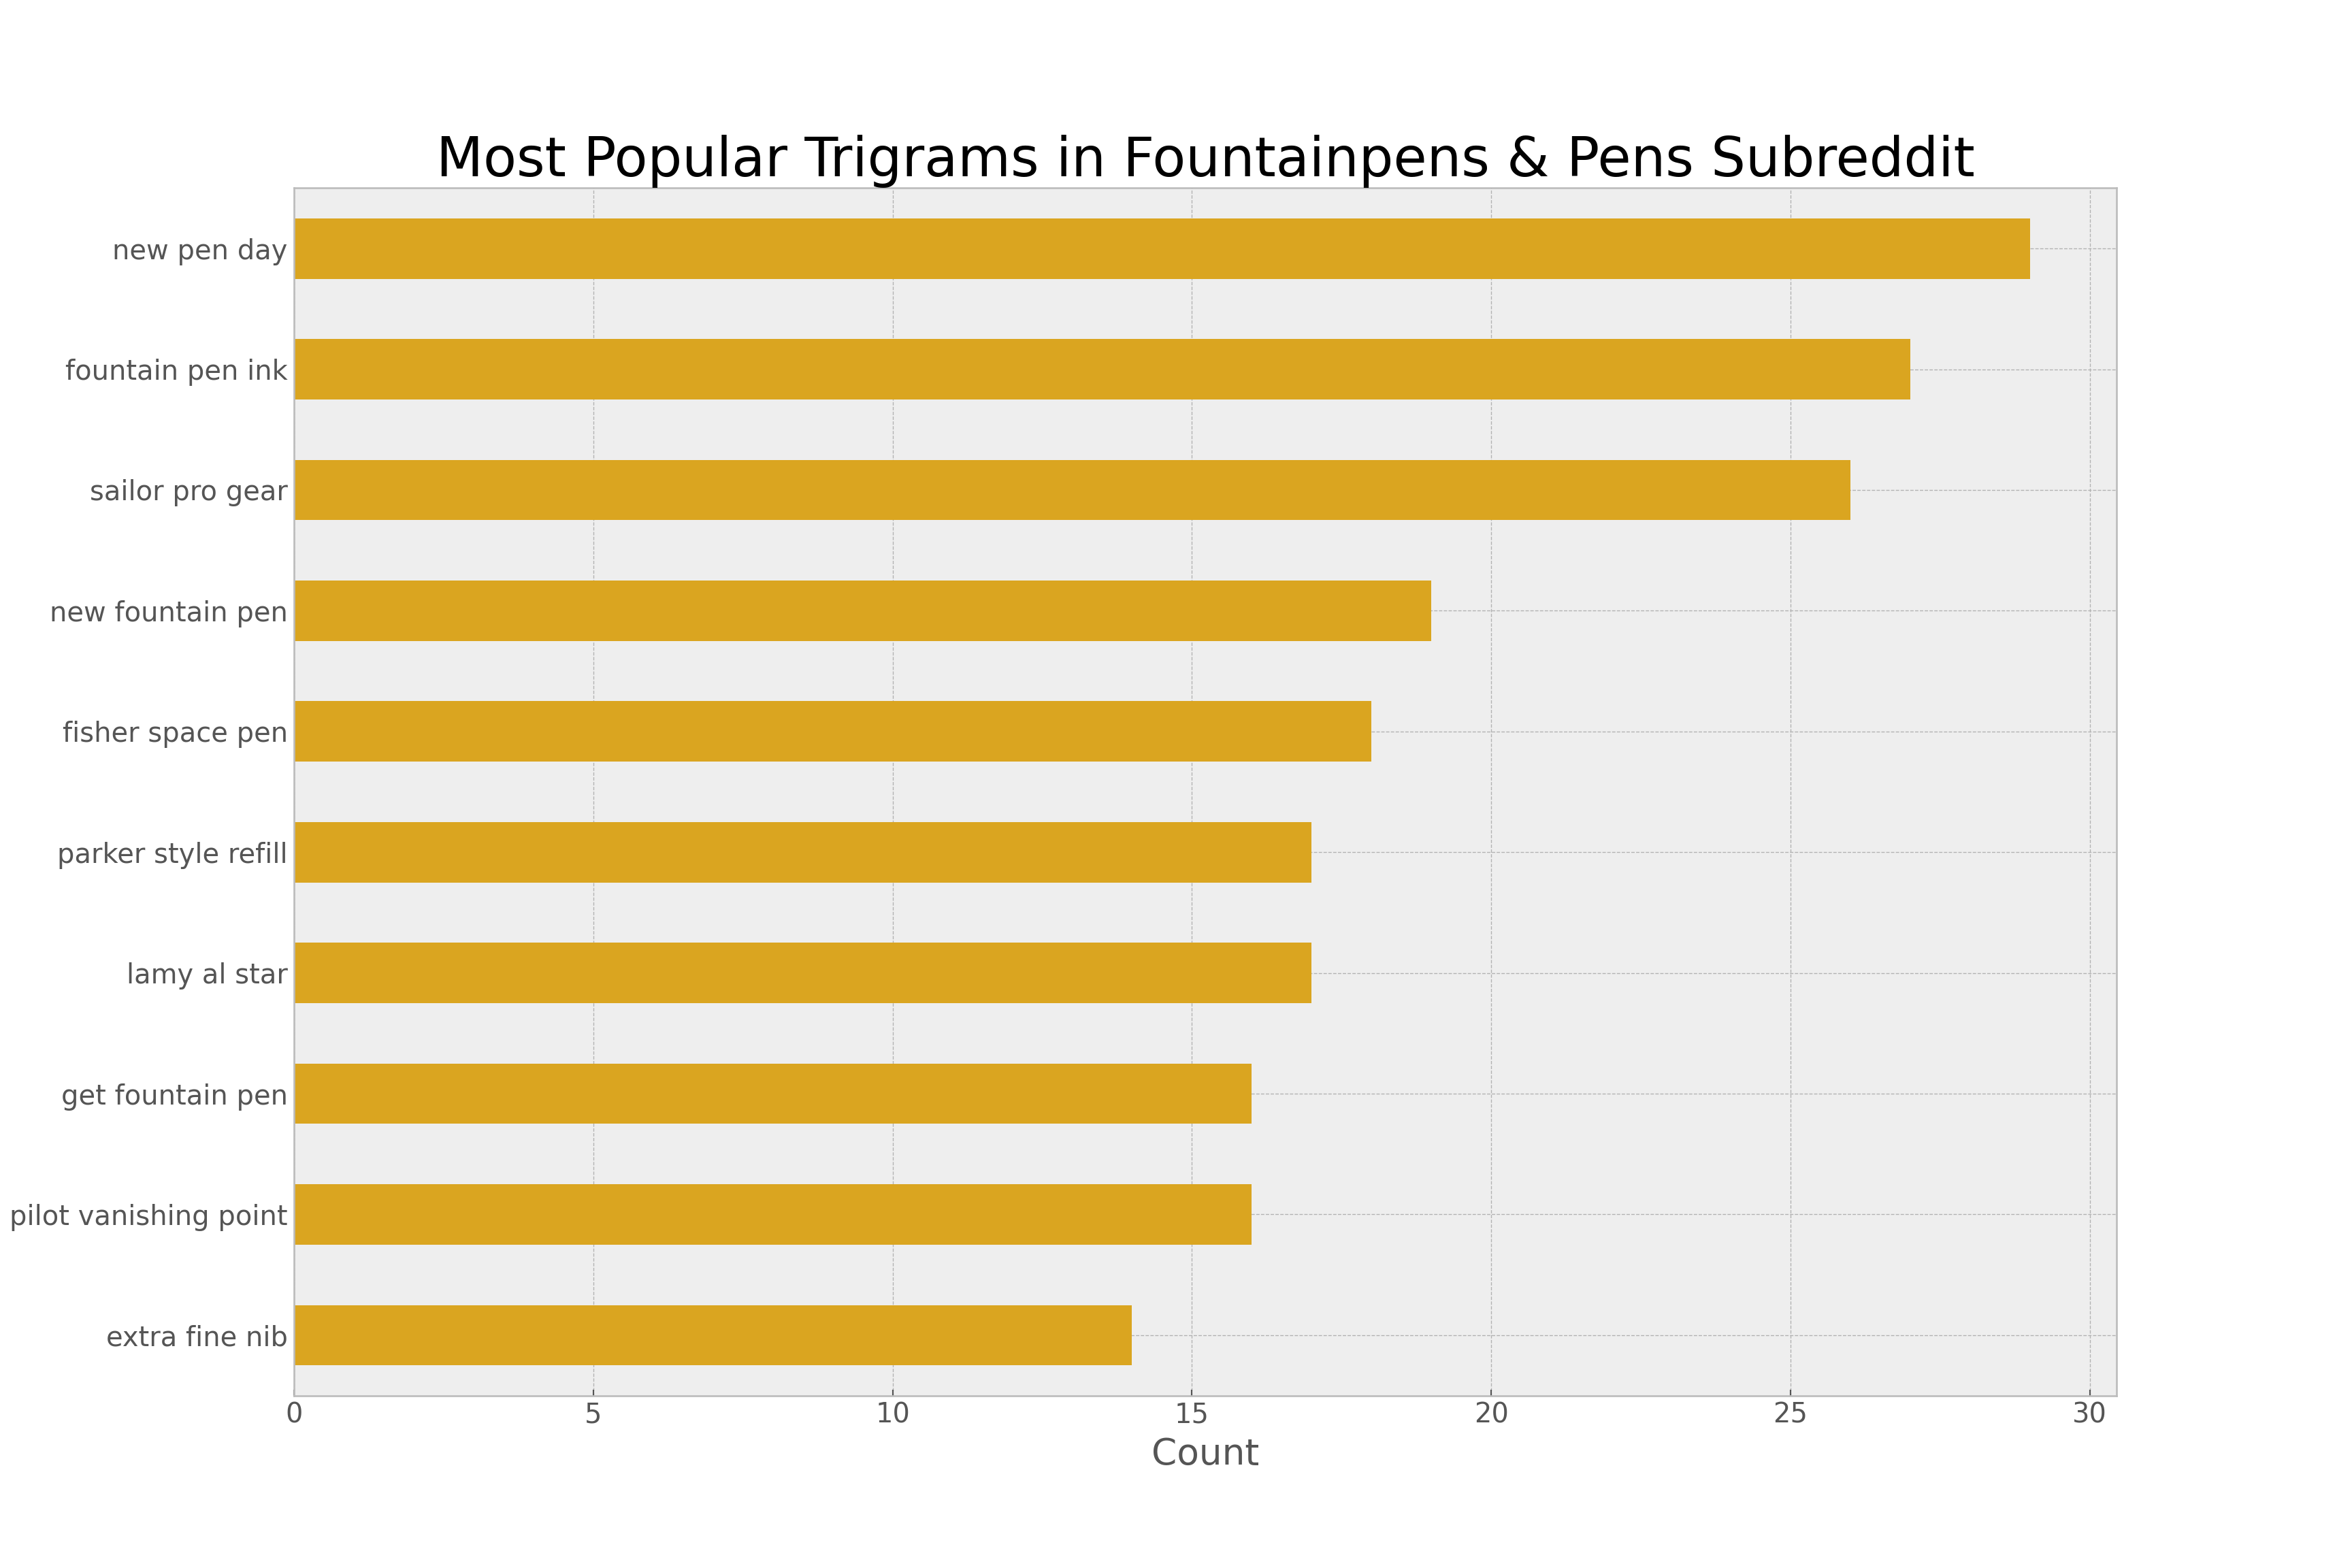 Most Popular Trigrams in Fountainpens & Pens Subreddit
new pen day
fountain pen ink
sailor pro gear
new fountain pen
fisher space pen
parker style refill
lamy al star
get fountain pen
pilot vanishing point
extra fine nib
0 5 10 15 20 25 30
Count